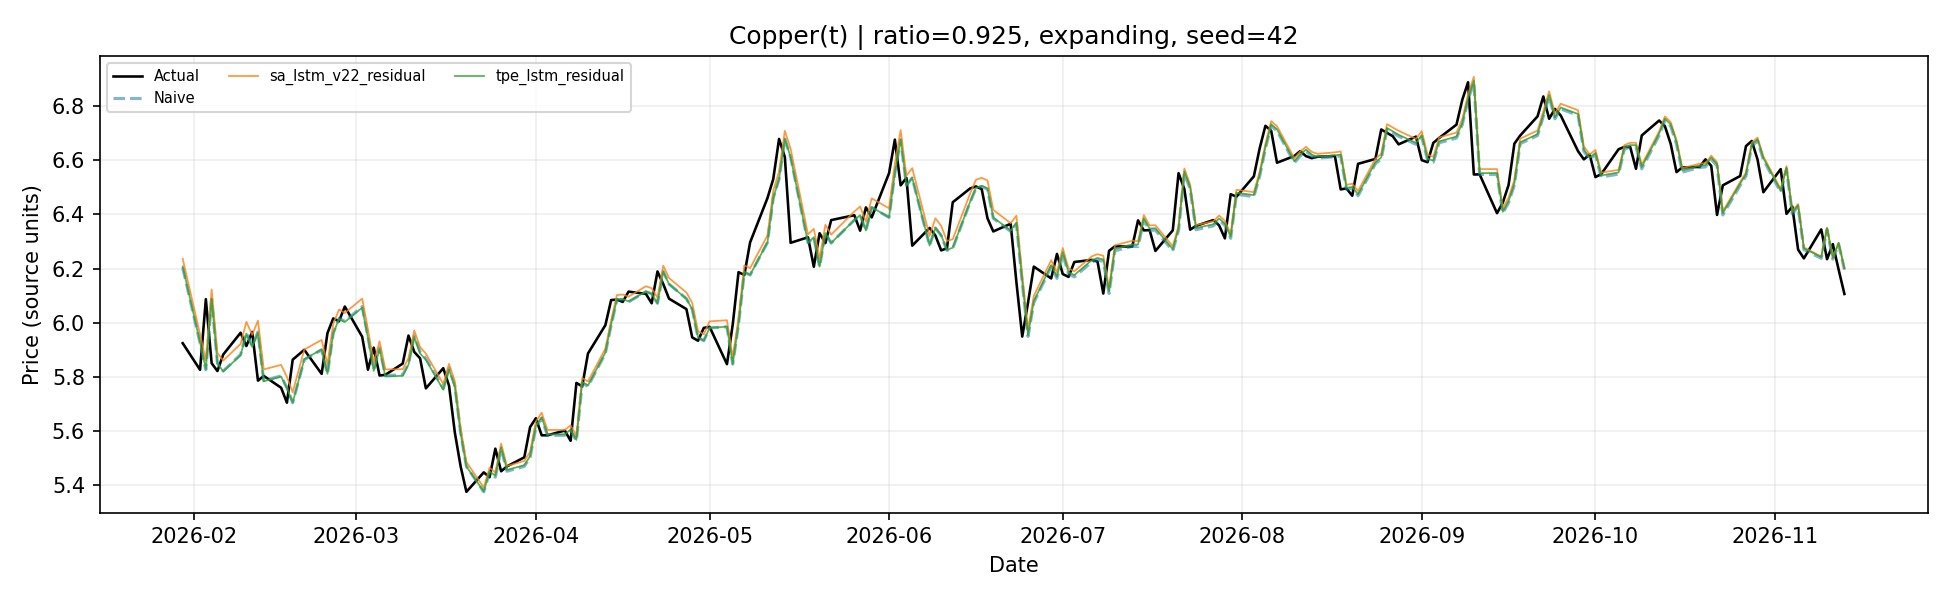 Copper(t) | ratio=0.925, expanding, seed=42
Actual sa_lstm_v22_residual tpe_lstm_residual
Naive
Price (source units)
6.8
6.6
6.4
6.2
6.0
5.8
5.6
5.4
2026-02 2026-03 2026-04 2026-05 2026-06 2026-07 2026-08 2026-09 2026-10 2026-11
Date